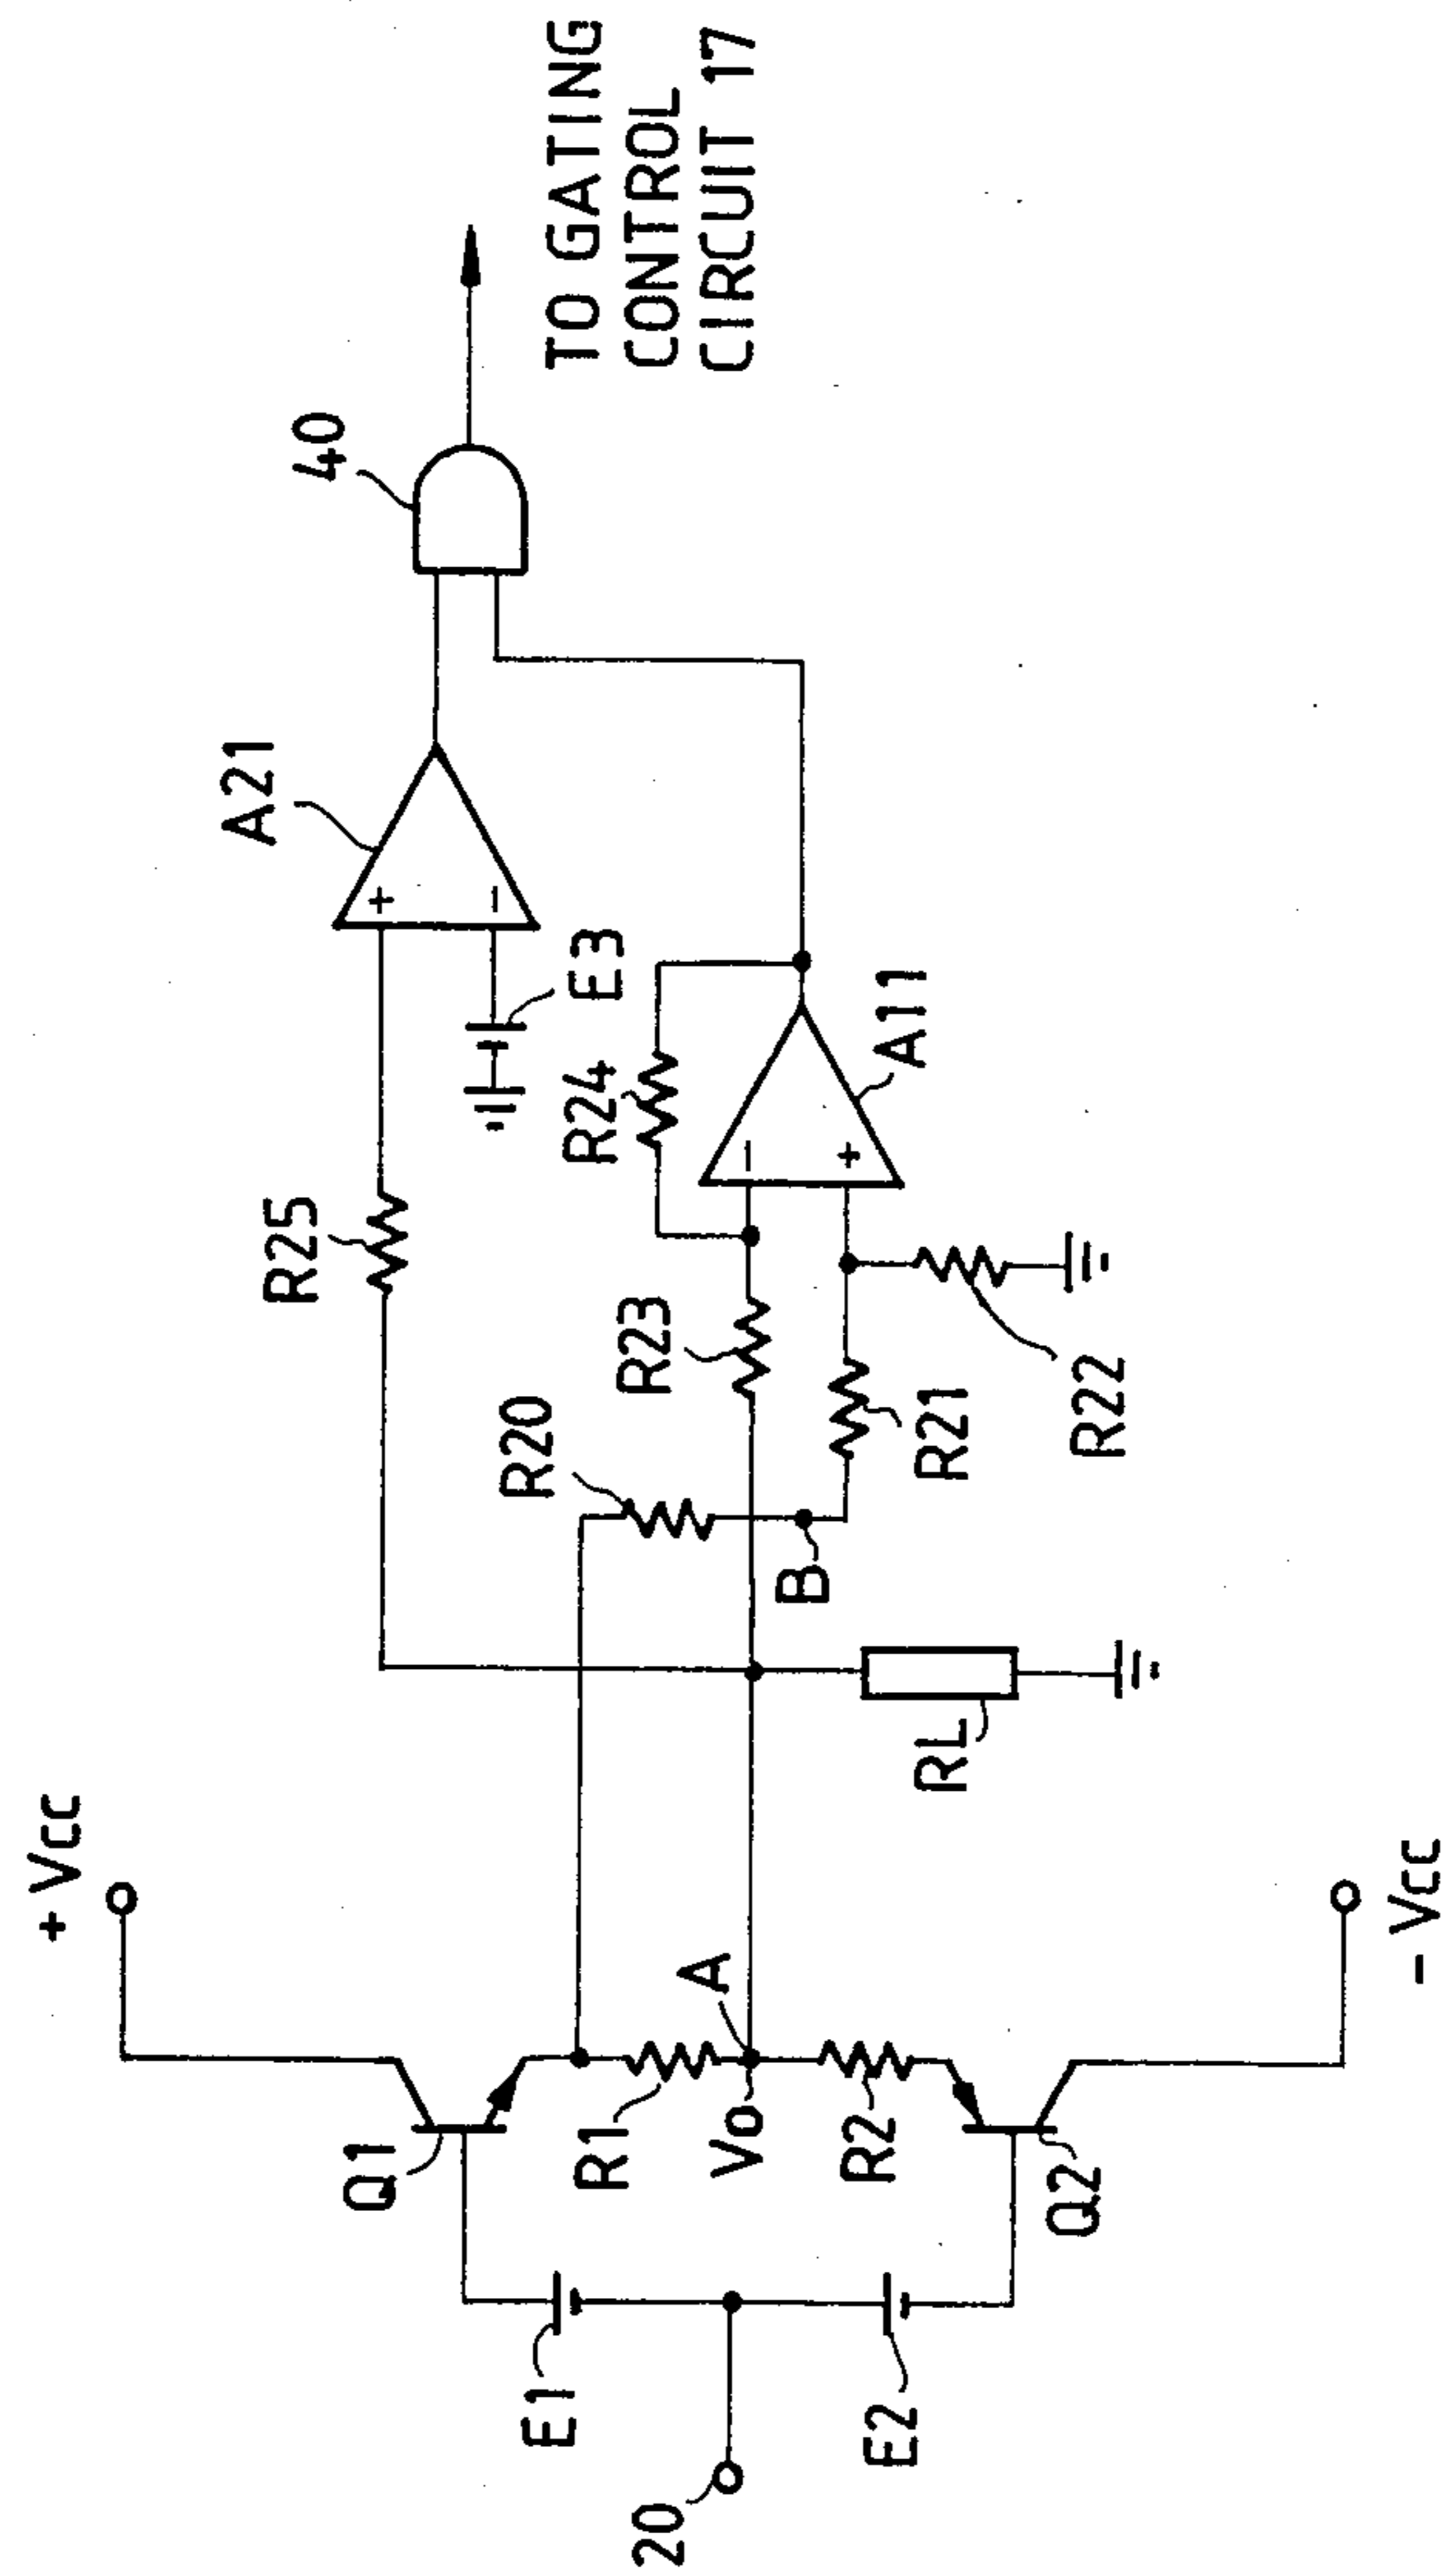 + Vcc
Q1
E1
20
E2
R1
Vo
A
R2
Q2
- Vcc
RL
R20
B
R25
R23
R21
R22
R24
E3
+
-
A21
-
+
A11
40
TO GATING
CONTROL
CIRCUIT 17